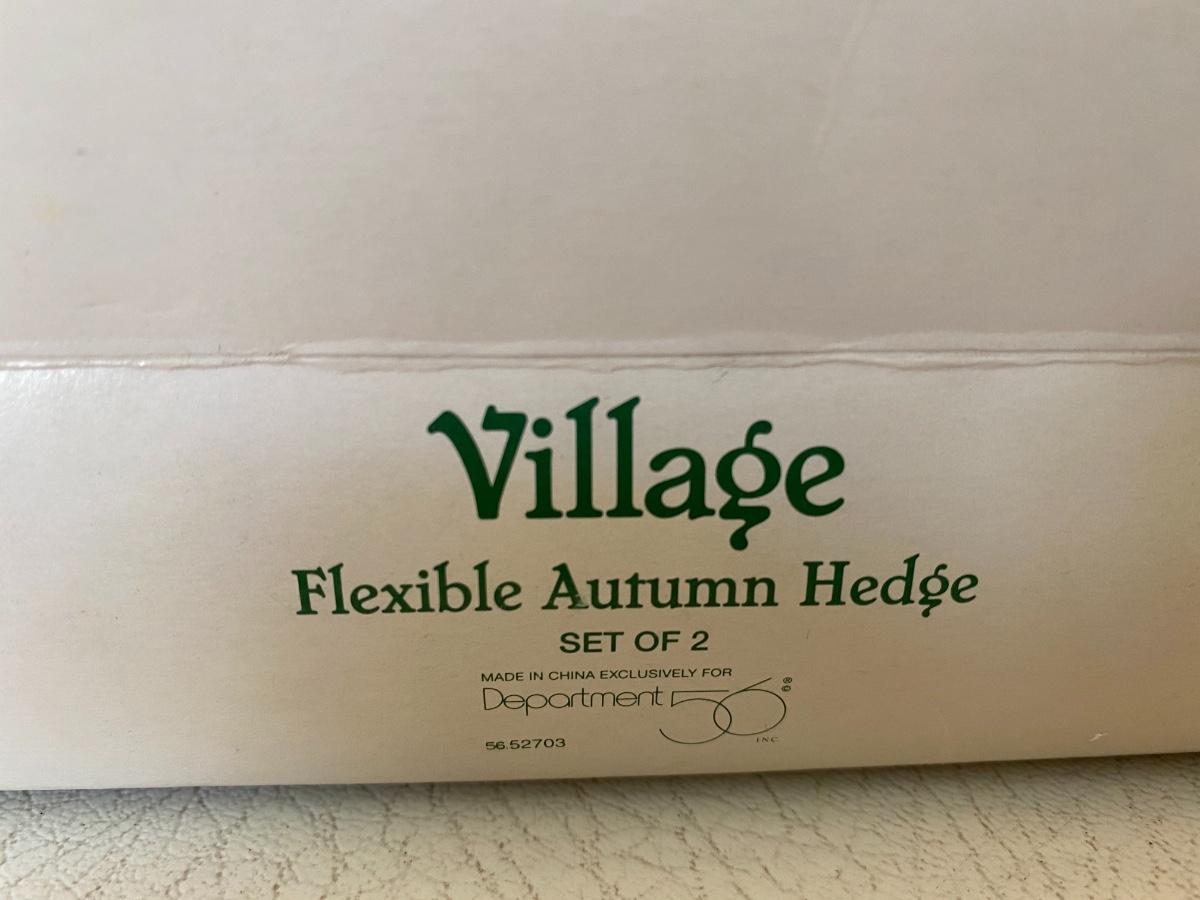 Village
Flexible Autumn Hedge
SET OF 2
MADE IN CHINA EXCLUSIVELY FOR
Department 56 ®©
INC.
56.52703